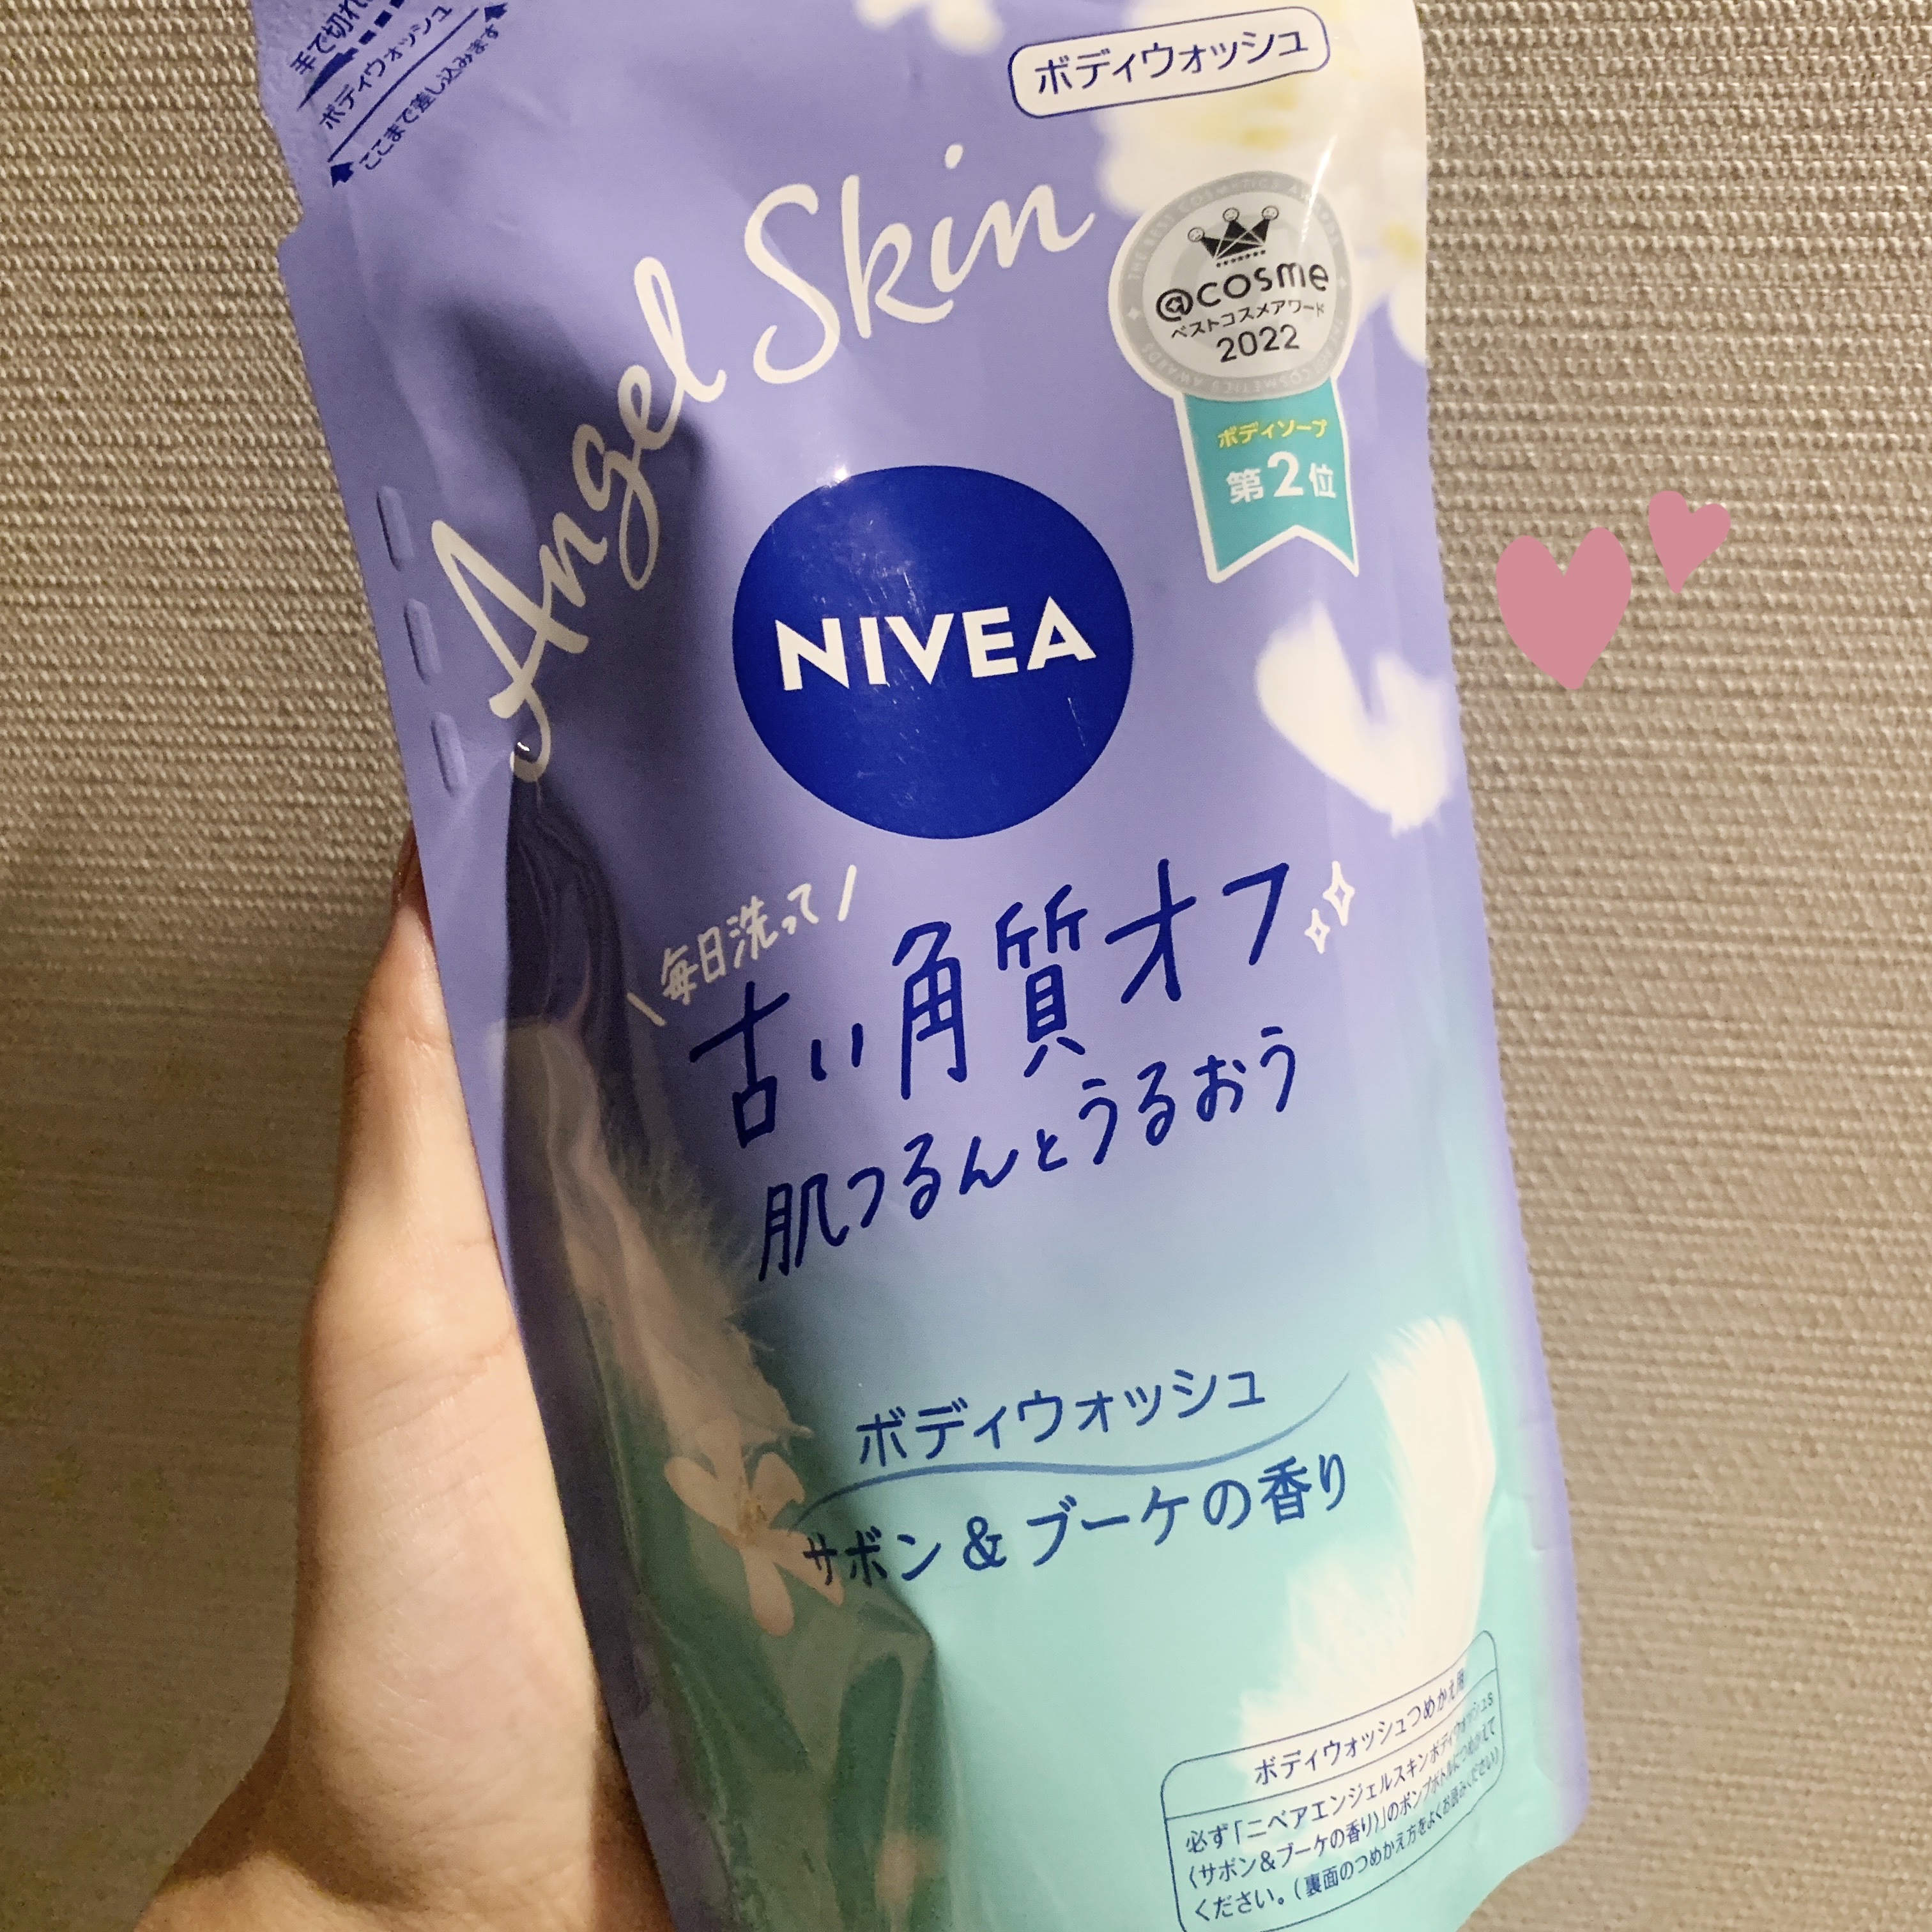 手で切れ
ボディウォッシュ
ここまで差し込みます
ボディウォッシュ
Angel Skin
@cosme
ベストコスメアワード
2022
ボディソープ
第2位
NIVEA
毎日洗って
古い角質オフ
肌つるんとうるおう
ボディウォッシュ
サボン&ブーケの香り
ボディウォッシュつめかえ用
必ず「ニベアエンジェルスキンボディウォッシュS
(サボン&ブーケの香り)」のポンプボトルにつめかえて
ください。(裏面のつめかえ方をよくお読みください)